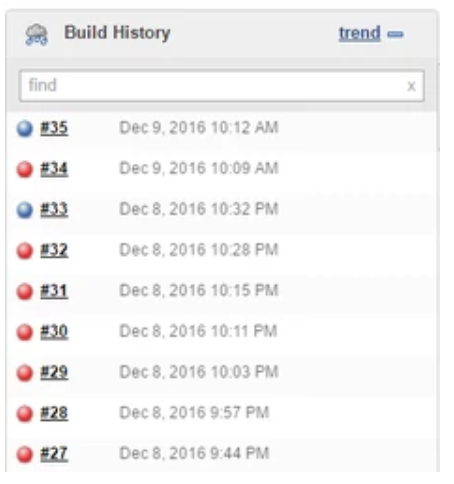 Build History trend
find x
#35 Dec 9, 2016 10:12 AM
#34 Dec 9, 2016 10:09 AM
#33 Dec 8, 2016 10:32 PM
#32 Dec 8, 2016 10:28 PM
#31 Dec 8, 2016 10:15 PM
#30 Dec 8, 2016 10:11 PM
#29 Dec 8, 2016 10:03 PM
#28 Dec 8, 2016 9:57 PM
#27 Dec 8, 2016 9:44 PM